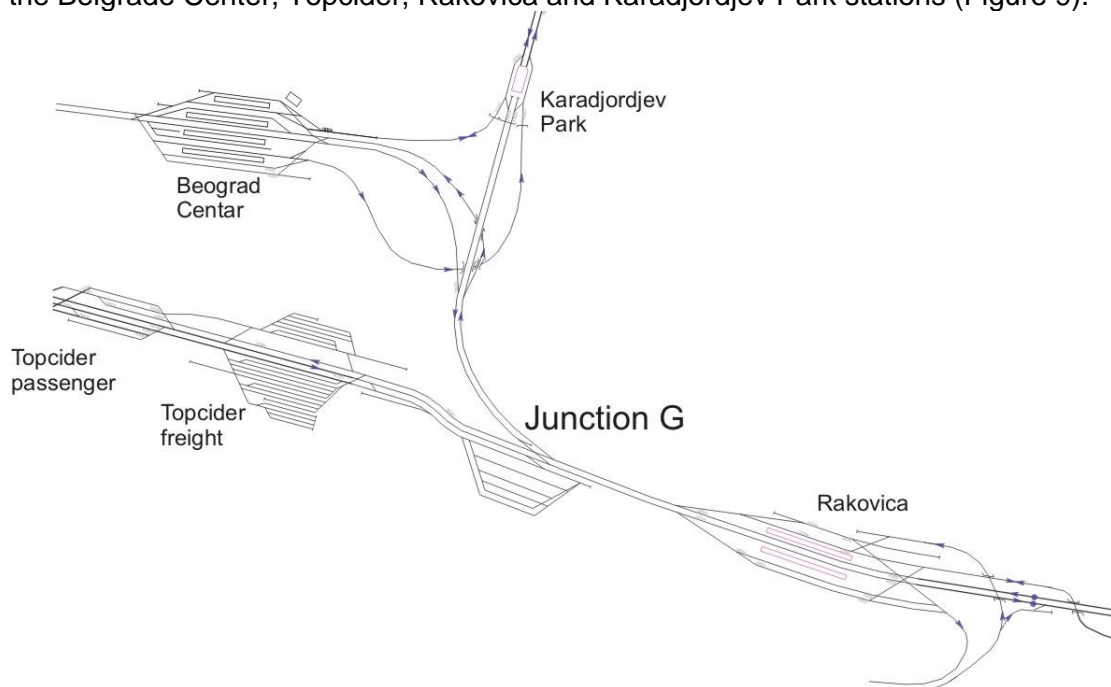 the Belgrade Center, Topcider, Rakovica and Karadjordjev Park stations (Figure 9).
Karadjordjev
Park
Beograd
Centar
Topcider
passenger
Topcider
freight
Junction G
Rakovica